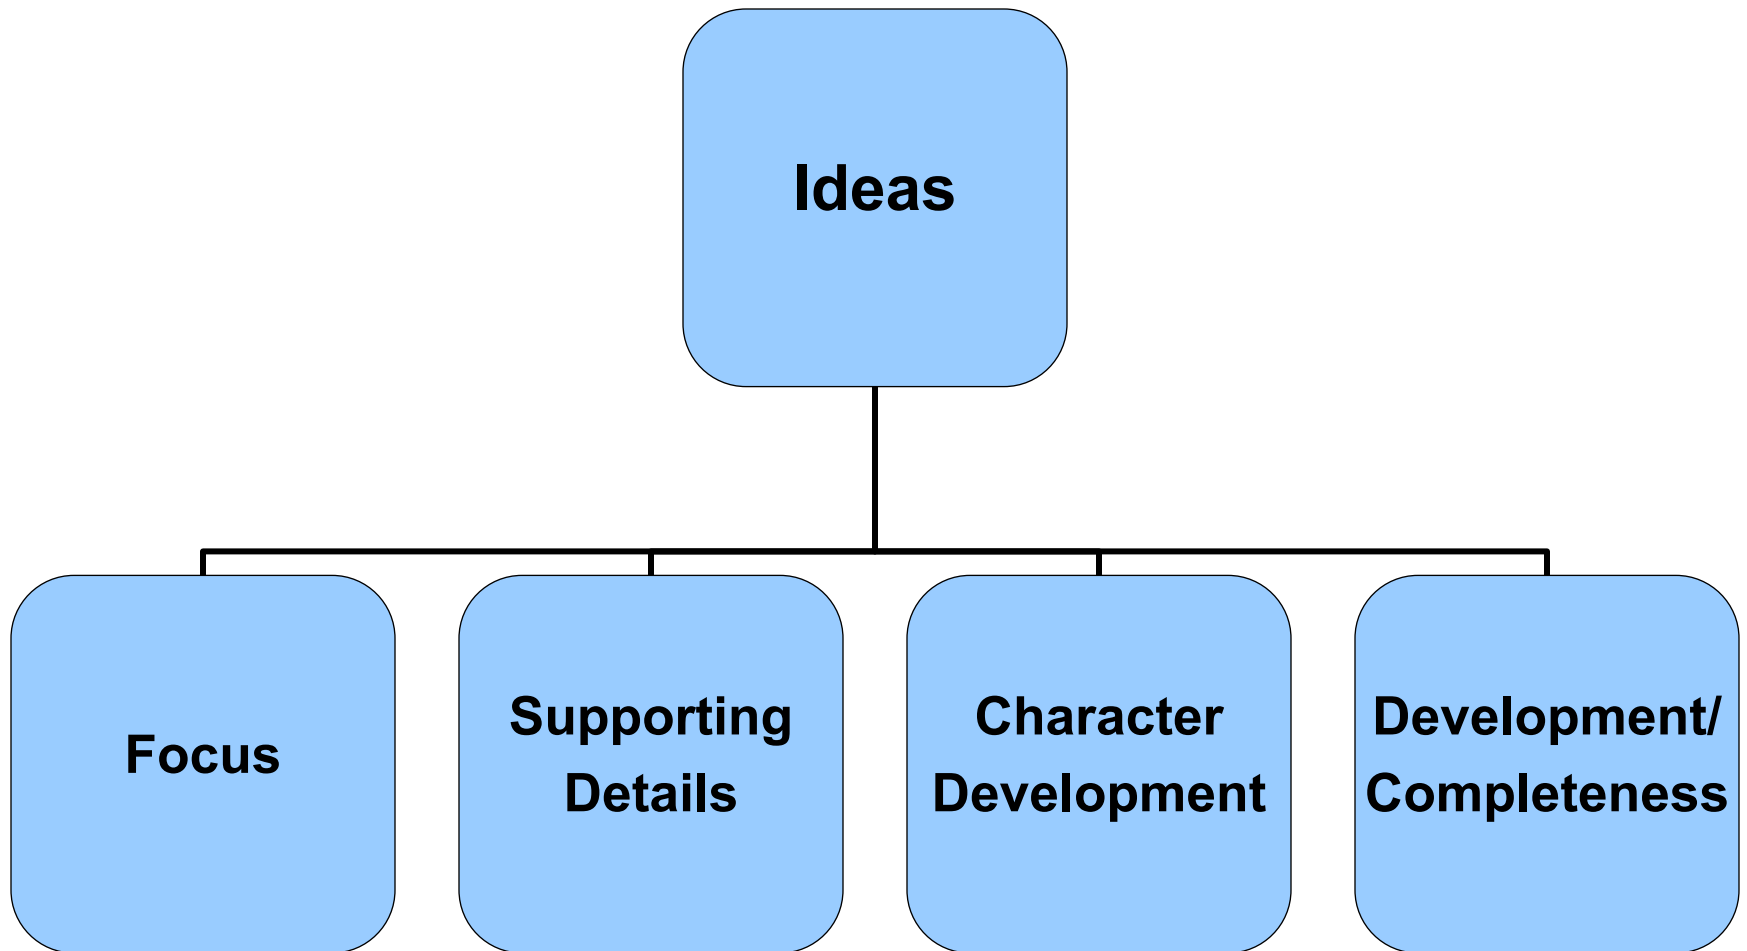 Ideas
Focus
Supporting
Details
Character
Development
Development/
Completeness